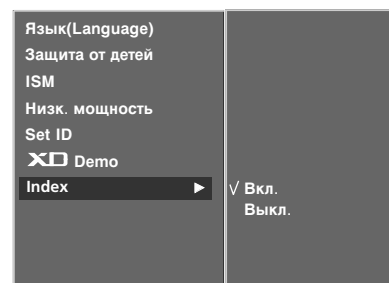 Язык(Language)
Защита от детей
ISM
Низк. мощность
Set ID
XD Demo
Index ► √ Вкл.
Выкл.